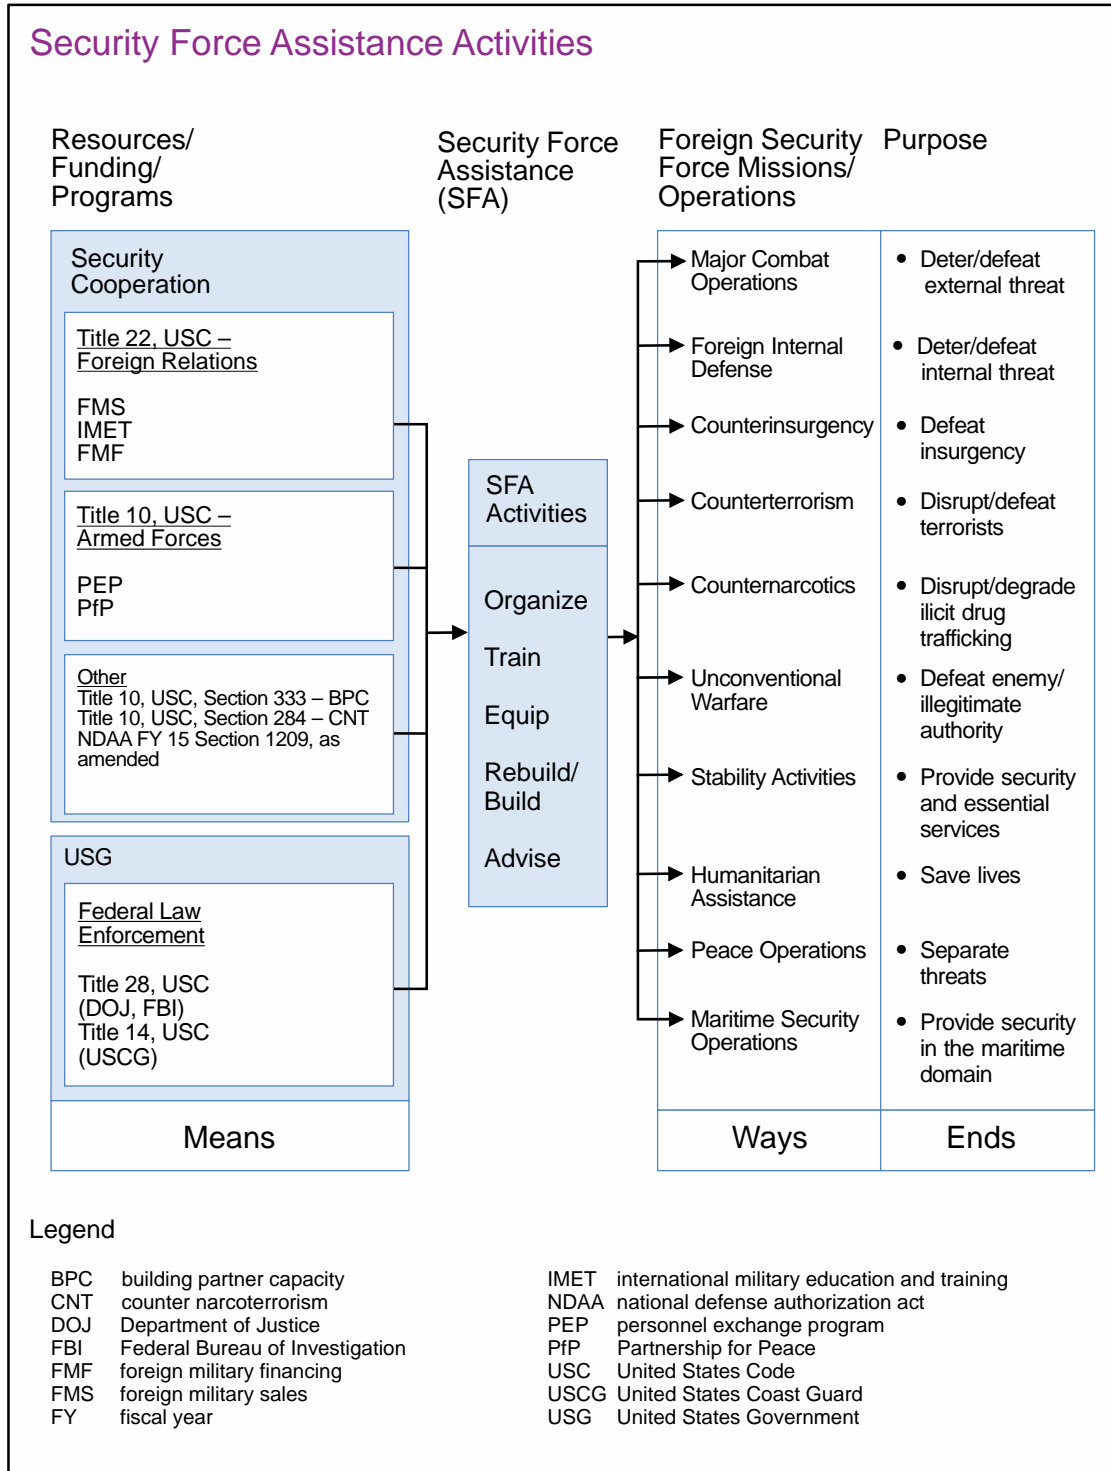 Security Force Assistance Activities
Resources/
Funding/
Programs
Security Force
Assistance
(SFA)
Foreign Security
Force Missions/
Operations
Purpose
Security
Cooperation
Title 22, USC –
Foreign Relations
FMS
IMET
FMF
Title 10, USC –
Armed Forces
PEP
PfP
Other
Title 10, USC, Section 333 – BPC
Title 10, USC, Section 284 – CNT
NDAA FY 15 Section 1209, as
amended
USG
Federal Law
Enforcement
Title 28, USC
(DOJ, FBI)
Title 14, USC
(USCG)
Means
SFA
Activities
Organize
Train
Equip
Rebuild/
Build
Advise
Major Combat
Operations
• Deter/defeat
external threat
Foreign Internal
Defense
• Deter/defeat
internal threat
Counterinsurgency
• Defeat
insurgency
Counterterrorism
• Disrupt/defeat
terrorists
Counternarcotics
• Disrupt/degrade
ilicit drug
trafficking
Unconventional
Warfare
• Defeat enemy/
illegitimate
authority
Stability Activities
• Provide security
and essential
services
Humanitarian
Assistance
• Save lives
Peace Operations
• Separate
threats
Maritime Security
Operations
• Provide security
in the maritime
domain
Ways
Ends
Legend
BPC building partner capacity
CNT counter narcoterrorism
DOJ Department of Justice
FBI Federal Bureau of Investigation
FMF foreign military financing
FMS foreign military sales
FY fiscal year
IMET international military education and training
NDAA national defense authorization act
PEP personnel exchange program
PfP Partnership for Peace
USC United States Code
USCG United States Coast Guard
USG United States Government